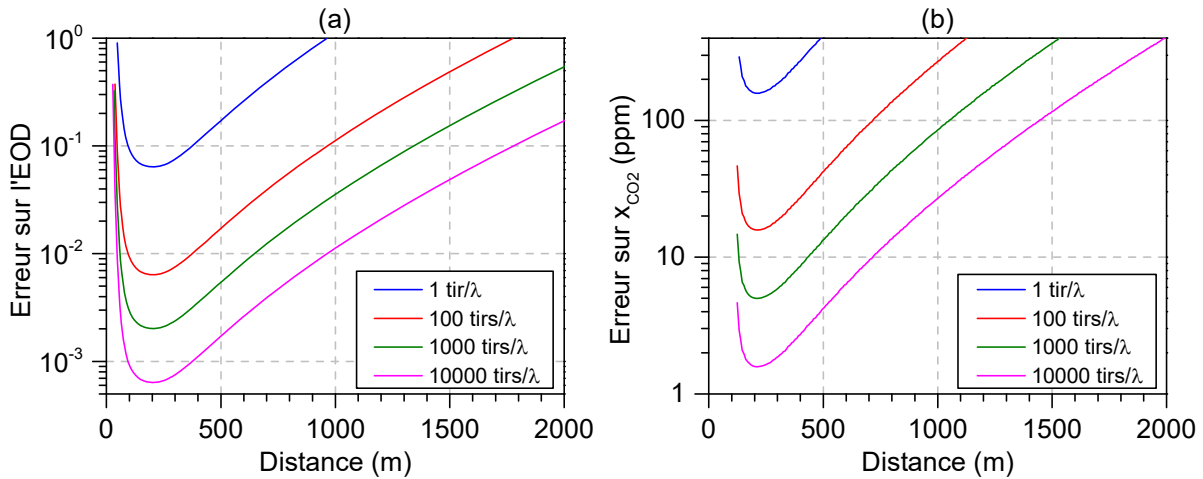 (a)
Erreur sur l'EOD
10⁰
10⁻¹
10⁻²
10⁻³
0
500
1000
1500
2000
Distance (m)
1 tir/λ
100 tirs/λ
1000 tirs/λ
10000 tirs/λ
(b)
Erreur sur x_CO2 (ppm)
100
10
1
0
500
1000
1500
2000
Distance (m)
1 tir/λ
100 tirs/λ
1000 tirs/λ
10000 tirs/λ